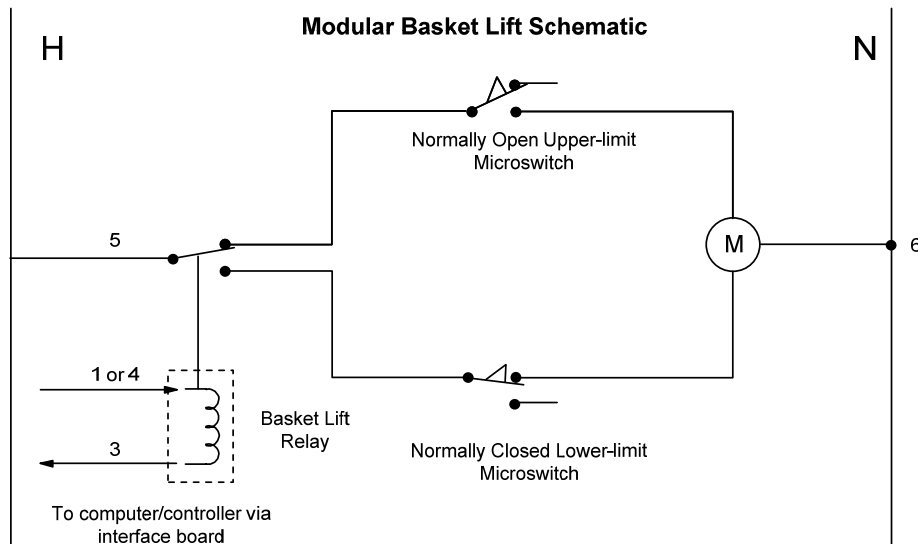 Modular Basket Lift Schematic
H
N
Normally Open Upper-limit
Microswitch
5
M
6
1 or 4
3
Basket Lift
Relay
Normally Closed Lower-limit
Microswitch
To computer/controller via
interface board